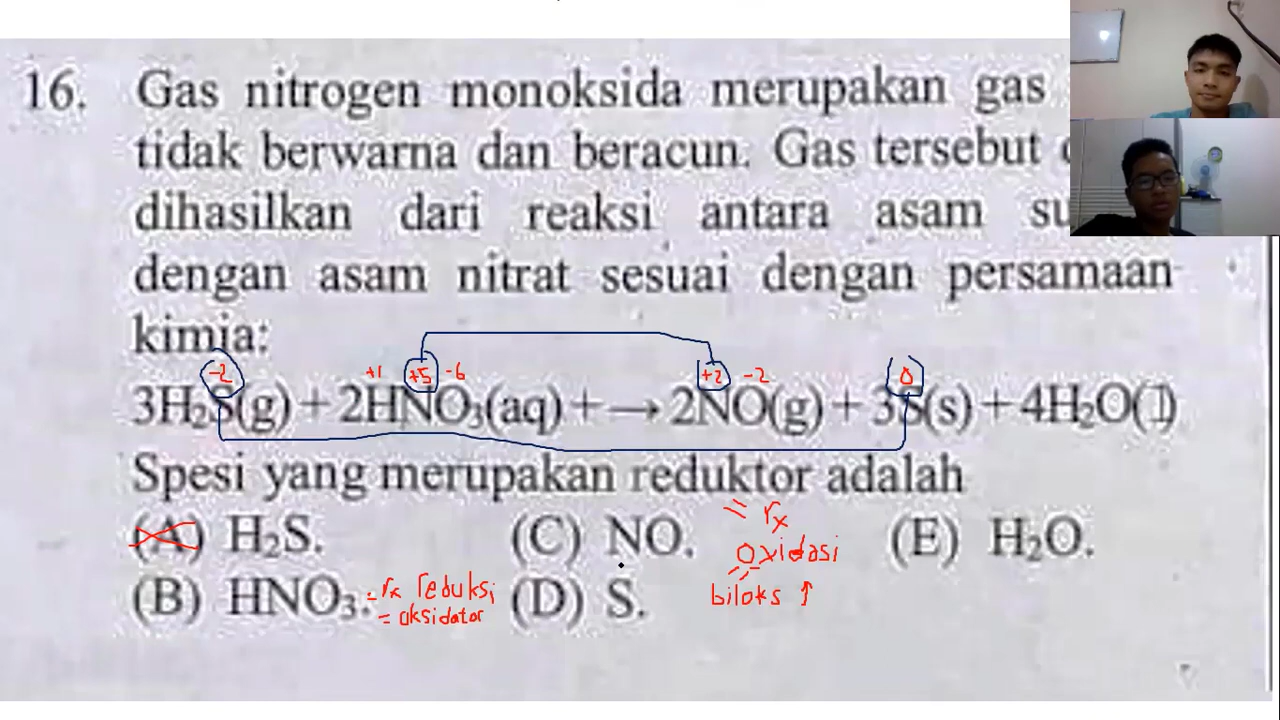 16. Gas nitrogen monoksida merupakan gas
tidak berwarna dan beracun. Gas tersebut
dihasilkan dari reaksi antara asam
dengan asam nitrat sesuai dengan persamaan
kimia:
-2 +1 +5 -6 +2 -2 0
3H₂S(g) + 2HNO₃(aq) + → 2NO(g) + 3S(s) + 4H₂O(l)
Spesi yang merupakan reduktor adalah
= rx
(A) H₂S. (C) NO. (E) H₂O.
Oxidasi
biloks ↑
(B) HNO₃. (D) S.
= rx reduksi
= oksidator